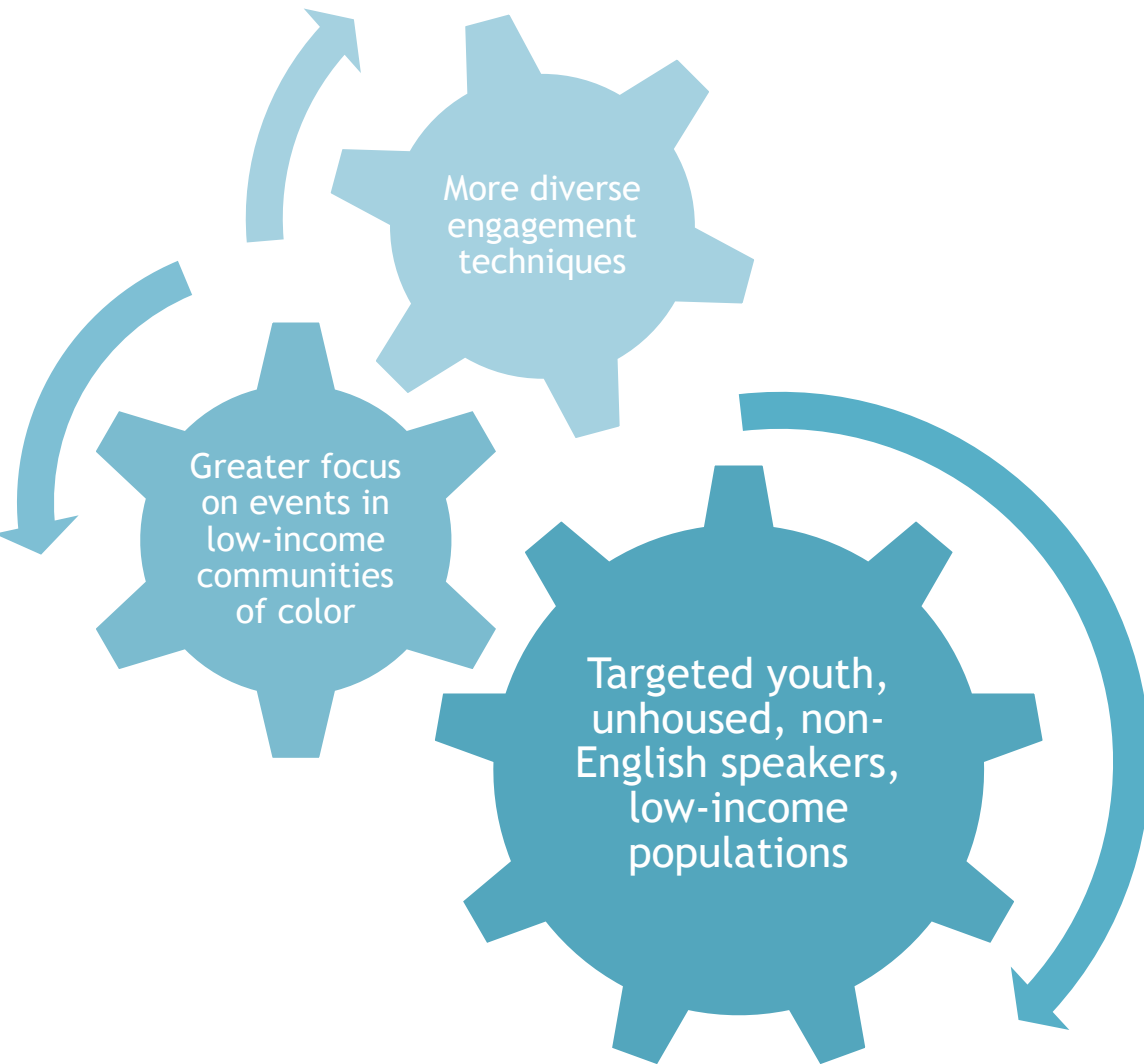 More diverse
engagement
techniques
Greater focus
on events in
low-income
communities
of color
Targeted youth,
unhoused, non-
English speakers,
low-income
populations